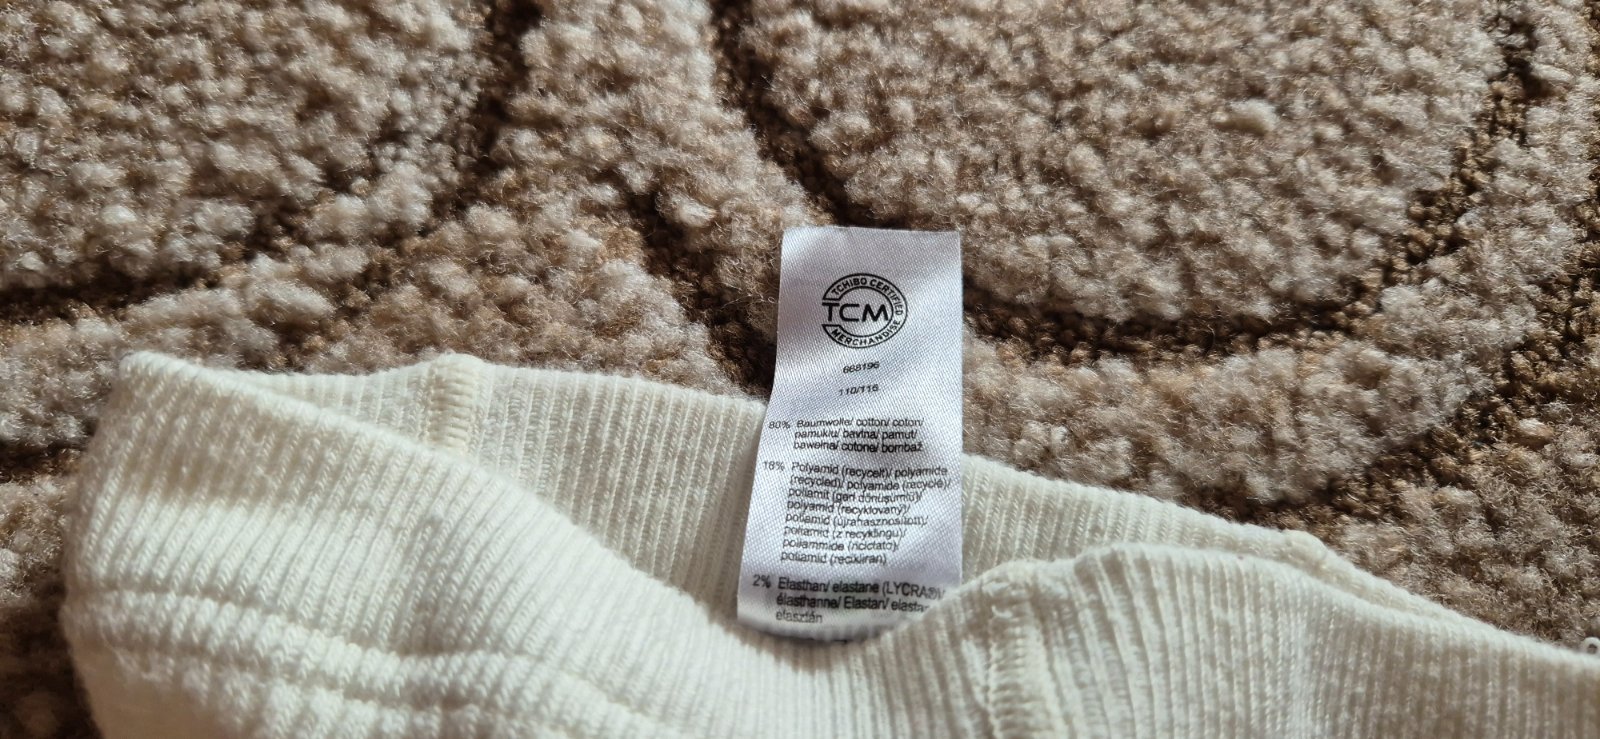 TCHIBO CERTIFIED
TCM
MERCHANDISE
668196
110/116
80% Baumwolle/ cotton/ coton/
pamuklu/ bavlna/ pamut/
bawełna/ cotone/ bombaž
18% Polyamid (recycelt)/ polyamide
(recycled)/ polyamide (recyclé)/
poliamit (geri dönüşümlü)/
polyamid (recyklovaný)/
poliamid (újrahasznosított)/
poliamid (z recyklingu)/
poliammide (riciclato)/
poliamid (recikliran)
2% Elasthan/ elastane (LYCRA®)/
élasthanne/ Elastan/ elasta
elasztán